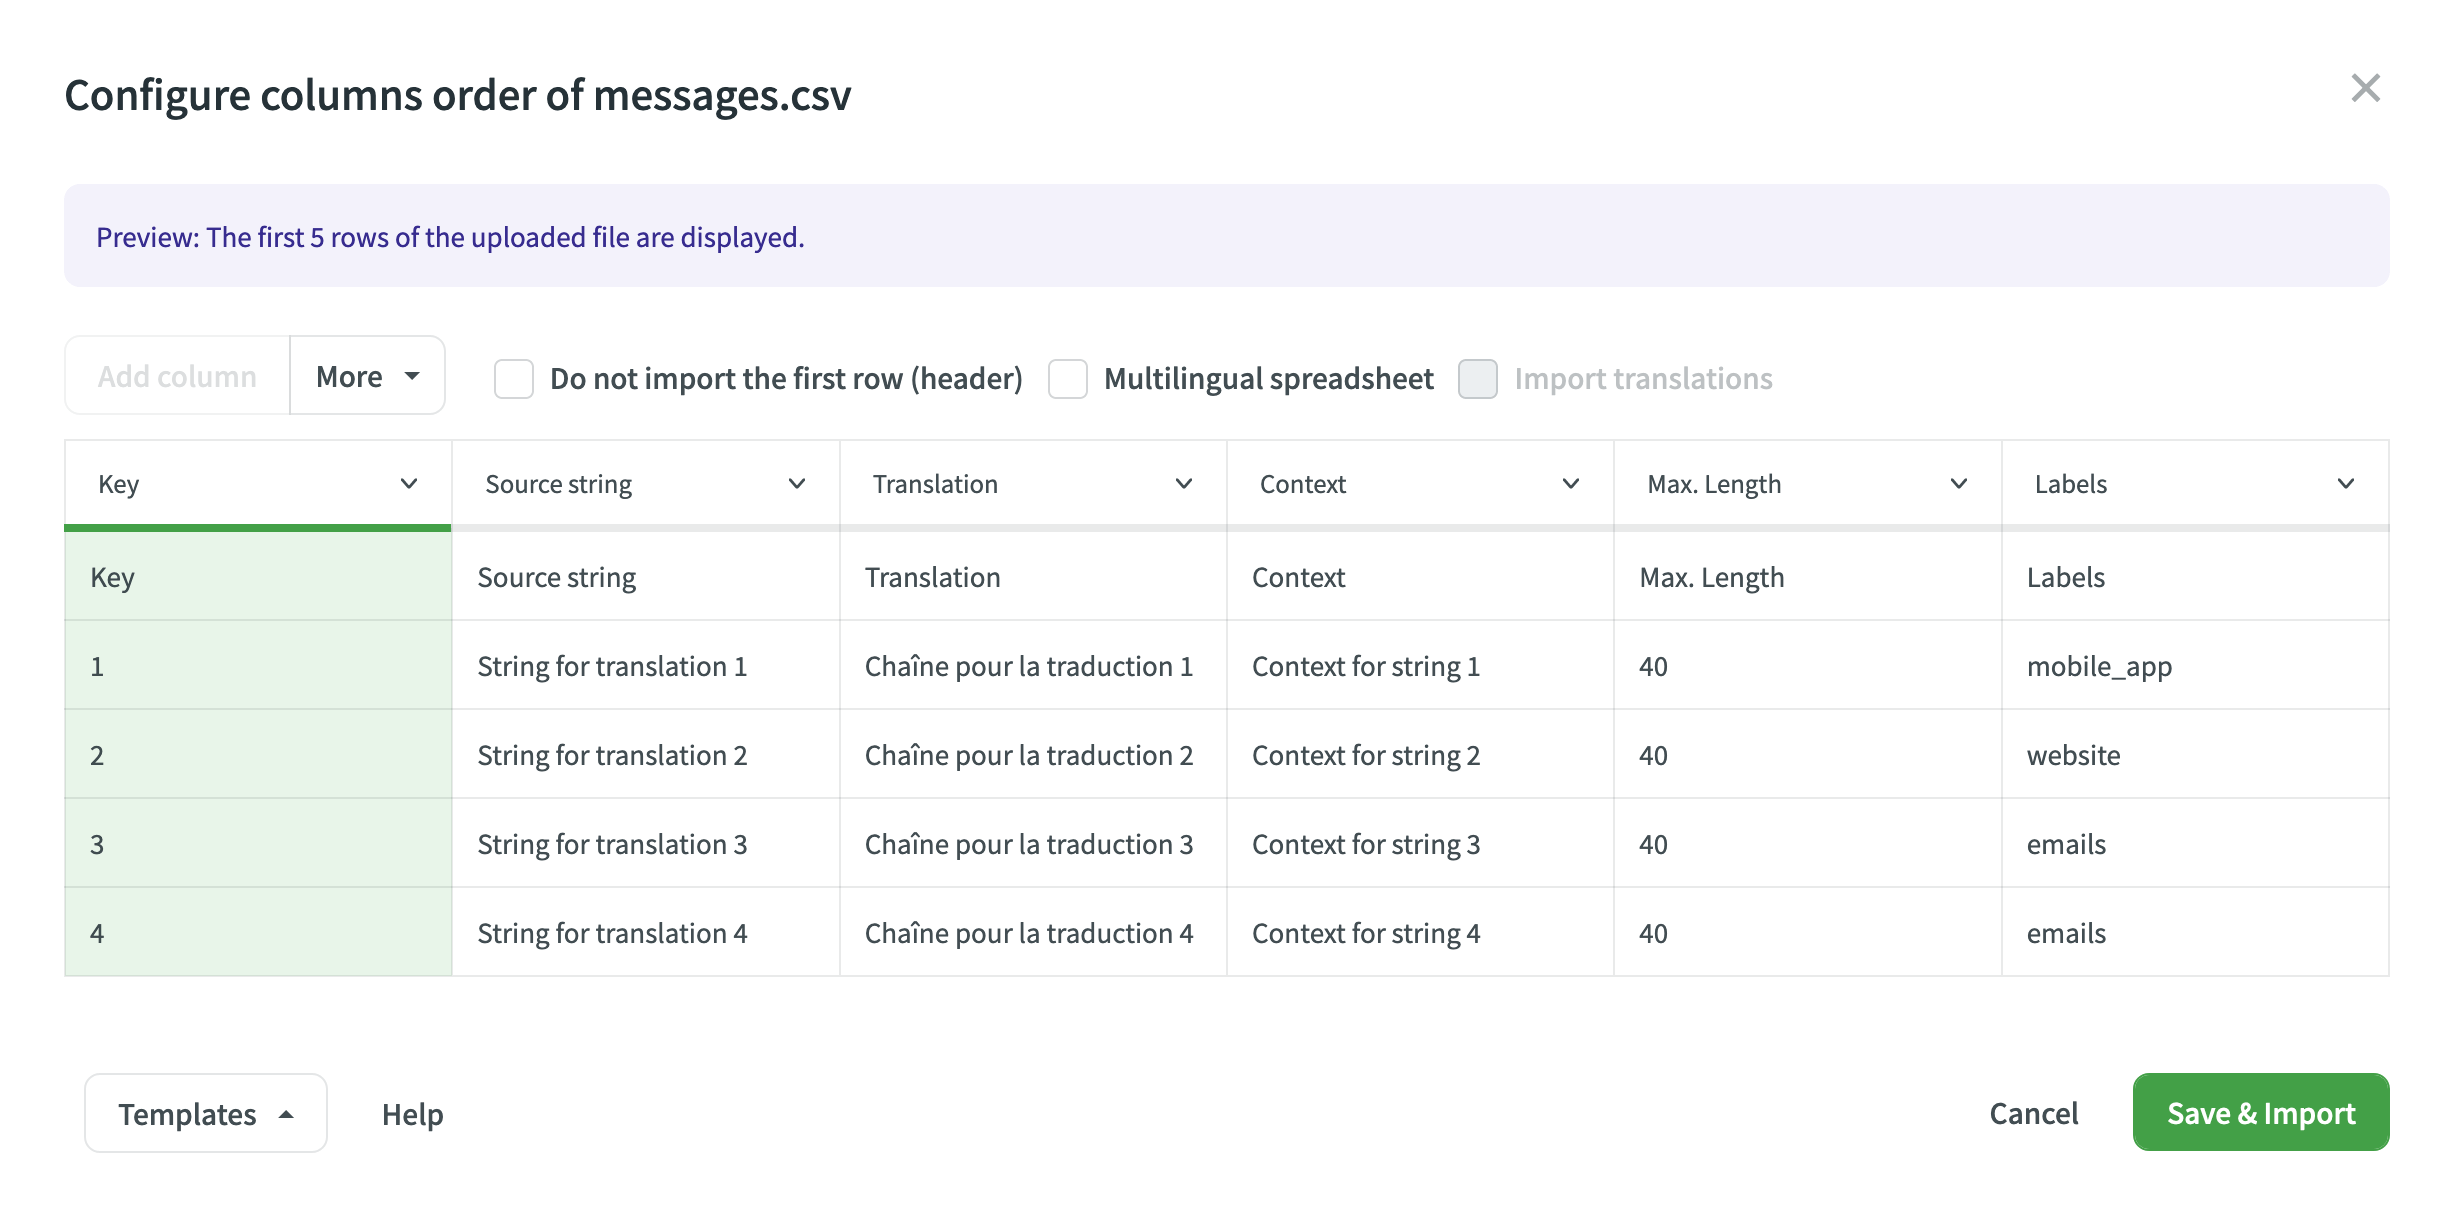 Configure columns order of messages.csv
Preview: The first 5 rows of the uploaded file are displayed.
Add column More Do not import the first row (header) Multilingual spreadsheet Import translations
Key Source string Translation Context Max. Length Labels
Key Source string Translation Context Max. Length Labels
1 String for translation 1 Chaîne pour la traduction 1 Context for string 1 40 mobile_app
2 String for translation 2 Chaîne pour la traduction 2 Context for string 2 40 website
3 String for translation 3 Chaîne pour la traduction 3 Context for string 3 40 emails
4 String for translation 4 Chaîne pour la traduction 4 Context for string 4 40 emails
Templates Help Cancel Save & Import